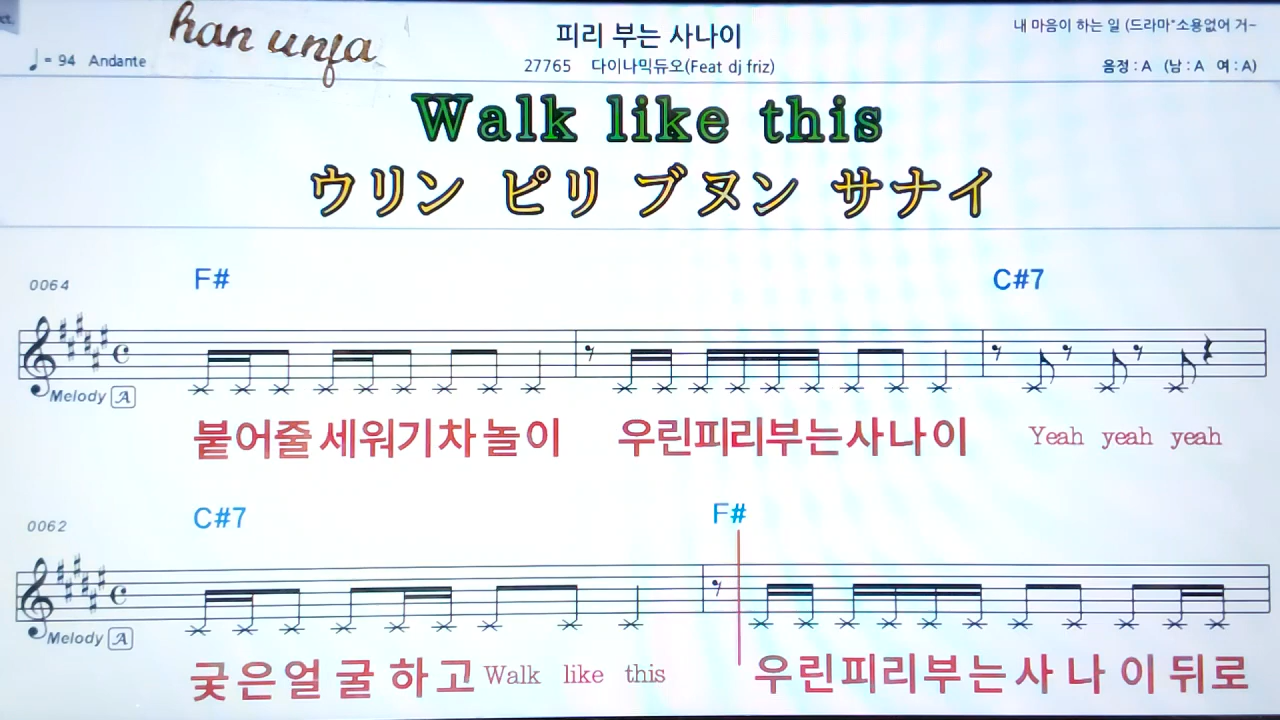 ct.
han unfa
♩= 94 Andante
피리 부는 사나이
27765 다이나믹듀오(Feat dj friz)
내 마음이 하는 일 (드라마"소용없어 거~
음정 : A (남 : A 여 : A)
Walk like this
ウリン ピリ ブヌン サナイ
0064
F# C#7
Melody A
붙어줄세워기차놀이 우린피리부는사나이 Yeah yeah yeah
0062
C#7 F#
Melody A
궂은얼굴하고 Walk like this 우린피리부는사나이뒤로